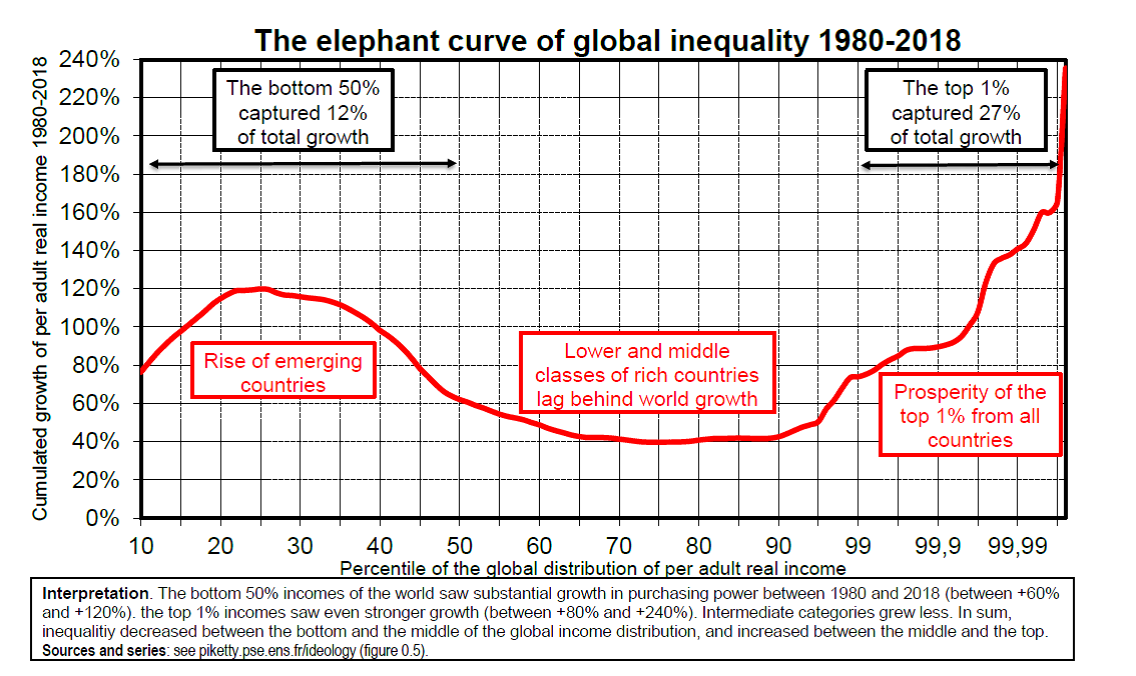 The elephant curve of global inequality 1980-2018
Cumulated growth of per adult real income 1980-2018
240%
220%
200%
180%
160%
140%
120%
100%
80%
60%
40%
20%
0%
The bottom 50%
captured 12%
of total growth
The top 1%
captured 27%
of total growth
Rise of emerging
countries
Lower and middle
classes of rich countries
lag behind world growth
Prosperity of the
top 1% from all
countries
10 20 30 40 50 60 70 80 90 99 99,9 99,99
Percentile of the global distribution of per adult real income
Interpretation. The bottom 50% incomes of the world saw substantial growth in purchasing power between 1980 and 2018 (between +60%
and +120%). the top 1% incomes saw even stronger growth (between +80% and +240%). Intermediate categories grew less. In sum,
inequalitiy decreased between the bottom and the middle of the global income distribution, and increased between the middle and the top.
Sources and series: see piketty.pse.ens.fr/ideology (figure 0.5).